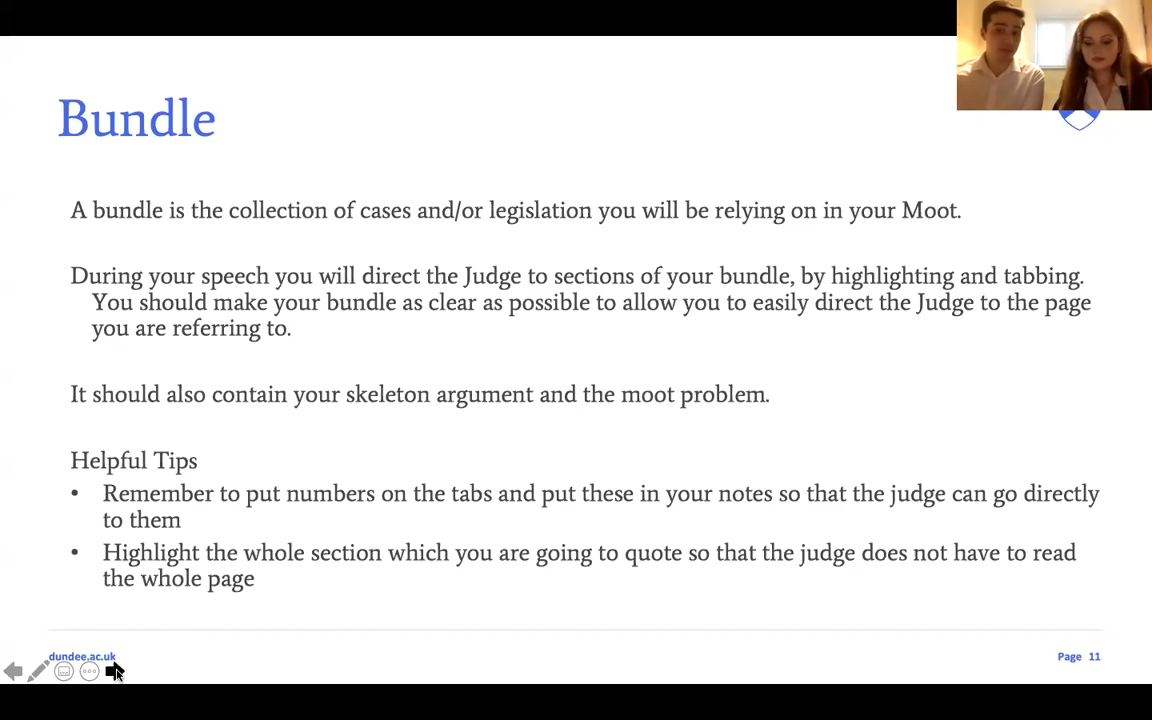 Bundle
A bundle is the collection of cases and/or legislation you will be relying on in your Moot.
During your speech you will direct the Judge to sections of your bundle, by highlighting and tabbing.
You should make your bundle as clear as possible to allow you to easily direct the Judge to the page
you are referring to.
It should also contain your skeleton argument and the moot problem.
Helpful Tips
• Remember to put numbers on the tabs and put these in your notes so that the judge can go directly
to them
• Highlight the whole section which you are going to quote so that the judge does not have to read
the whole page
dundee.ac.uk
Page 11